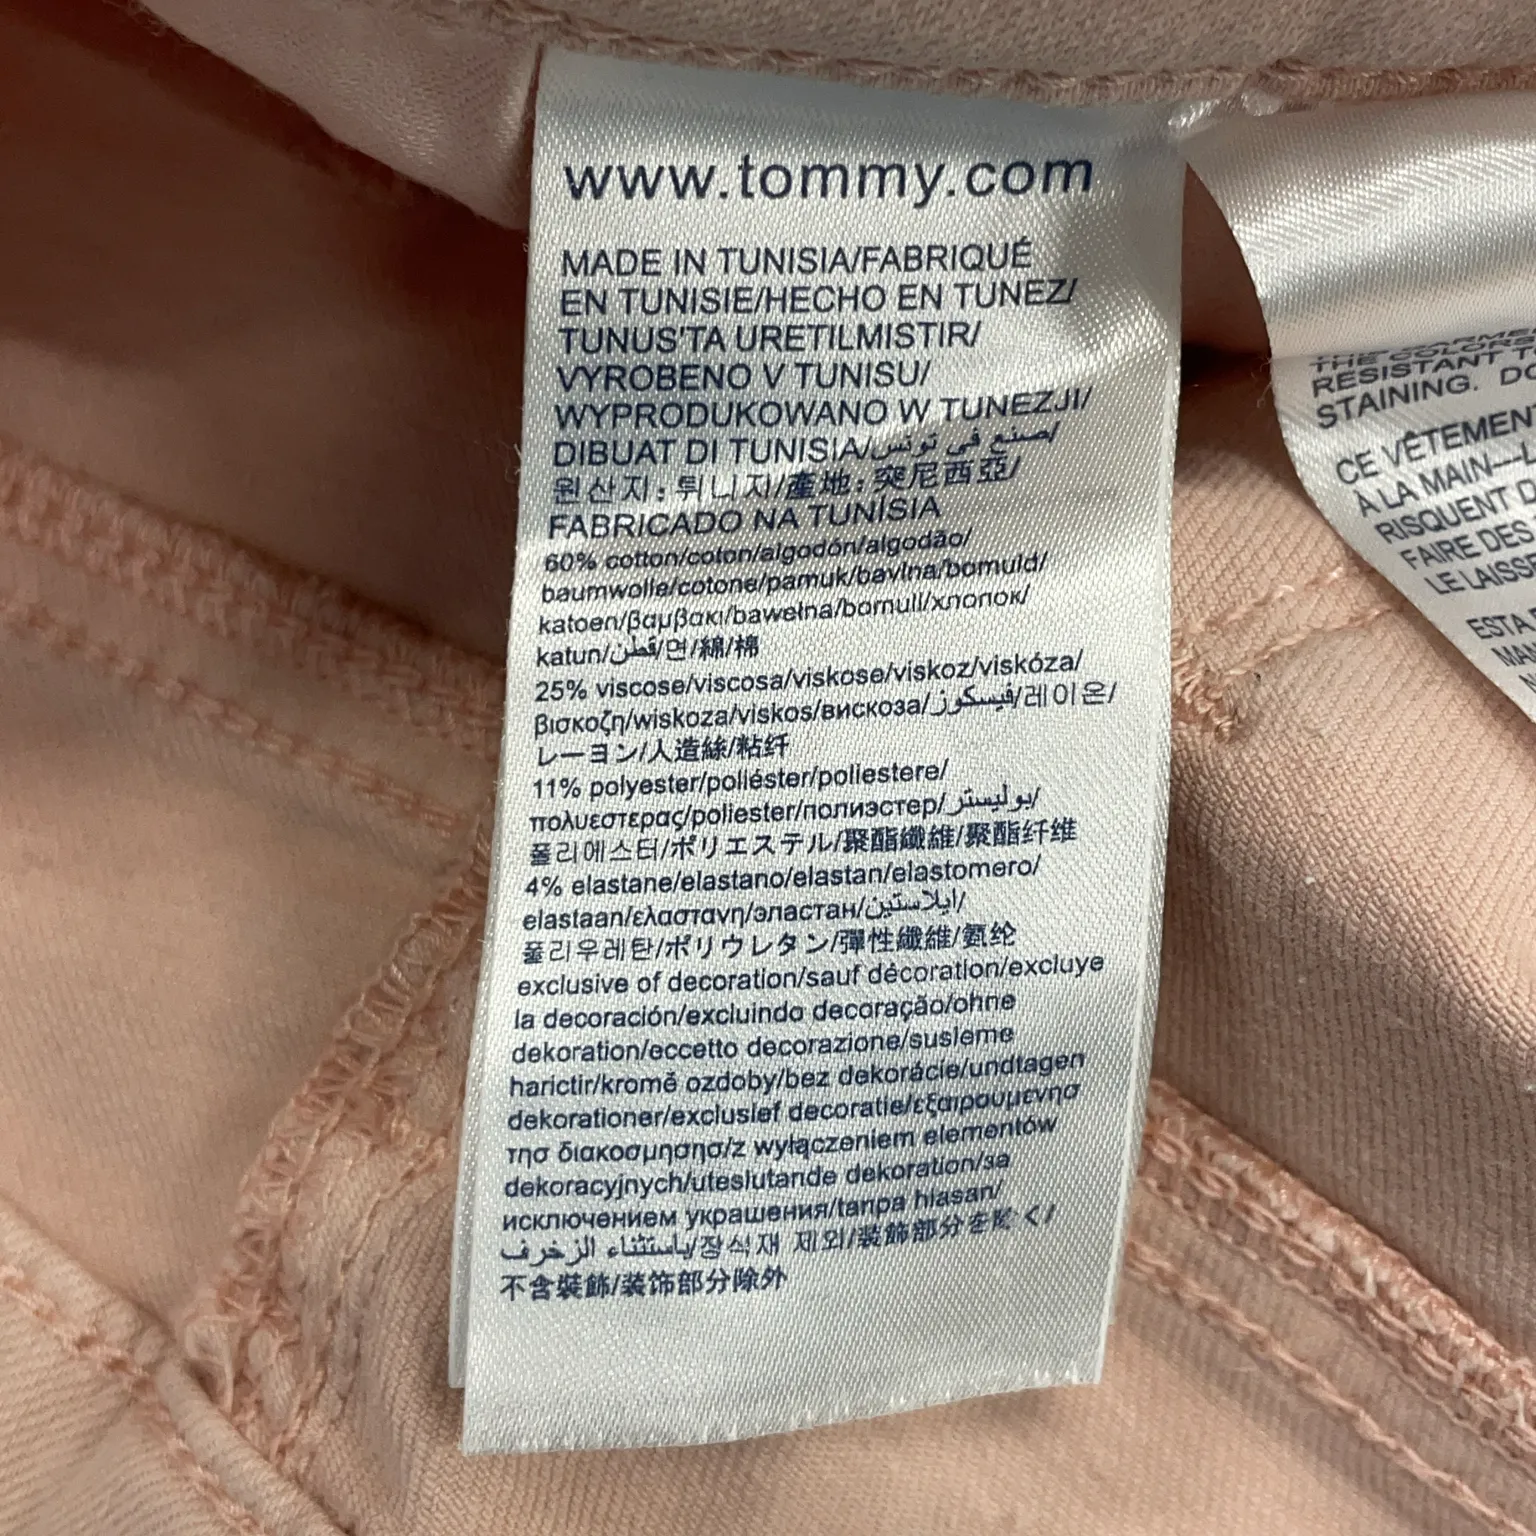 www.tommy.com
MADE IN TUNISIA/FABRIQUÉ
EN TUNISIE/HECHO EN TUNEZ/
TUNUS'TA URETILMISTIR/
VYROBENO V TUNISU/
WYPRODUKOWANO W TUNEZJI/
DIBUAT DI TUNISIA/صنع في تونس/
원산지: 튀니지/產地: 突尼西亞/
FABRICADO NA TUNÍSIA
60% cotton/coton/algodón/algodão/
baumwolle/cotone/pamuk/bavlna/bomuld/
katoen/βαμβακι/bawełna/bomull/хлопок/
katun/قطن/면/綿/棉
25% viscose/viscosa/viskose/viskoz/viskóza/
βισκοζη/wiskoza/viskos/вискоза/فيسكوز/레이온/
レーヨン/人造絲/粘纤
11% polyester/poliéster/poliestere/
πολυεστερας/poliester/полиэстер/بوليستر/
폴리에스터/ポリエステル/聚酯纖維/聚酯纤维
4% elastane/elastano/elastan/elastomero/
elastaan/ελαστανη/эластан/ايلاستين/
폴리우레탄/ポリウレタン/彈性纖維/氨纶
exclusive of decoration/sauf décoration/excluye
la decoración/excluindo decoração/ohne
dekoration/eccetto decorazione/susleme
harictir/kromě ozdoby/bez dekorácie/undtagen
dekorationer/exclusief decoratie/εξαιρουμενησ
τησ διακοσμησησ/z wyłączeniem elementów
dekoracyjnych/uteslutande dekoration/за
исключением украшения/tanpa hiasan/
باستثناء الزخرف/장식재 제외/装飾部分を除く/
不含裝飾/装饰部分除外
THE COLORS
RESISTANT T
STAINING. DO
CE VÊTEMEN
À LA MAIN—L
RISQUENT D
FAIRE DES
LE LAISSE
ESTA
MAN